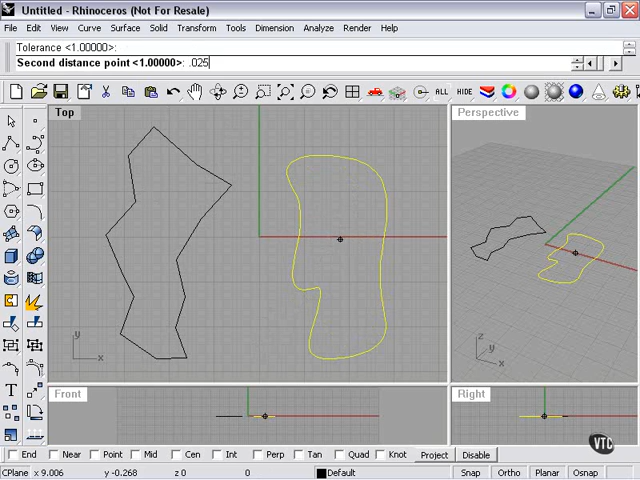 Untitled - Rhinoceros (Not For Resale)
File Edit View Curve Surface Solid Transform Tools Dimension Analyze Render Help
Tolerance <1.00000>:
Second distance point <1.00000>: .025
ALL HIDE
Top
Perspective
y
x
z
y
x
T
Front
Right
VTC
End Near Point Mid Cen Int Perp Tan Quad Knot Project Disable
CPlane x 9.006 y -0.268 z 0 Default Snap Ortho Planar Osnap